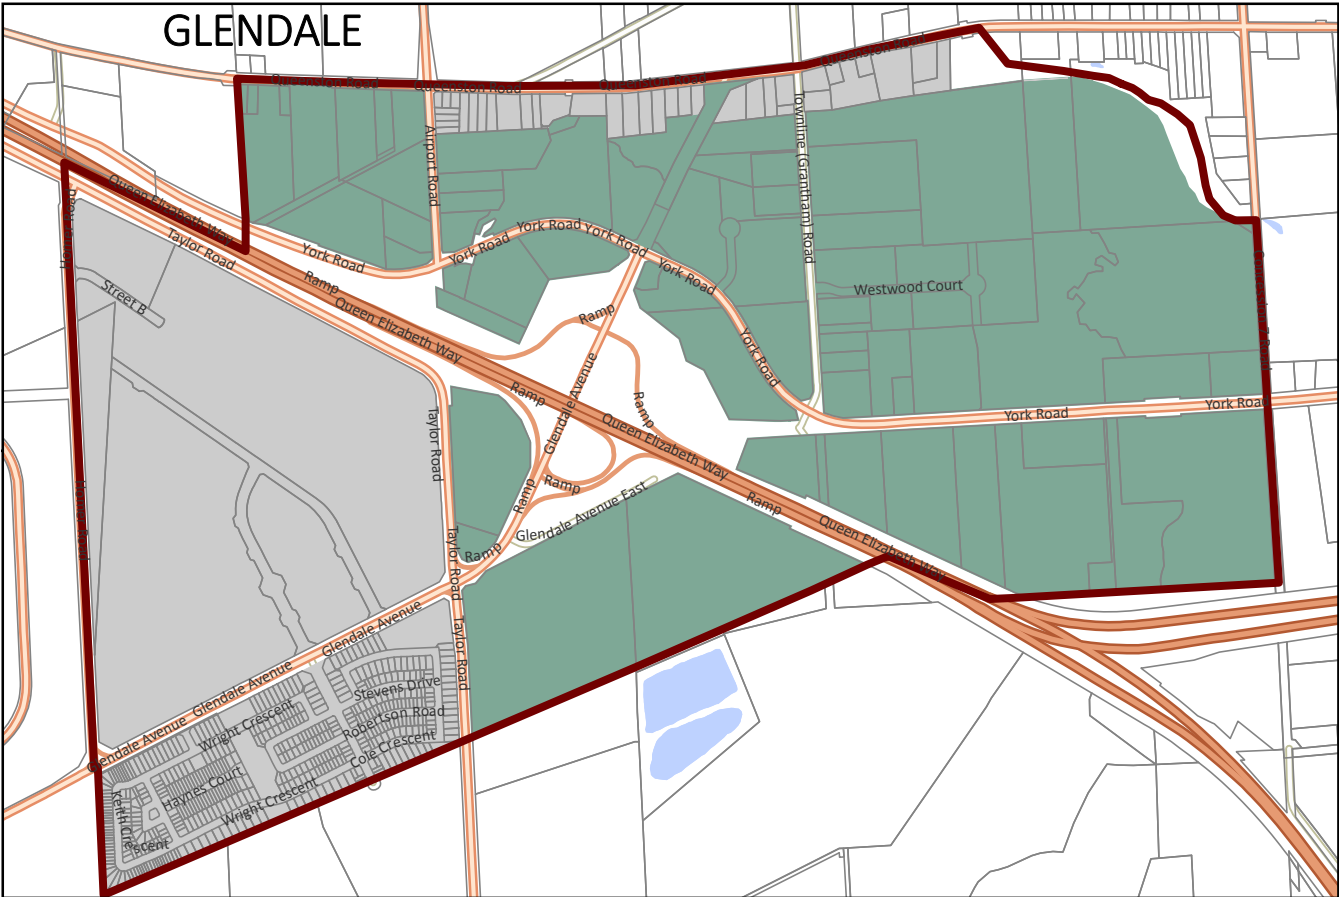 GLENDALE
Queenston Road
Queenston Road
Queenston Road
Queenston Road
Airport Road
Townline (Grantham) Road
Queen Elizabeth Way
Taylor Road
York Road
York Road
York Road
York Road
York Road
Street B
Ramp
Queen Elizabeth Way
Ramp
Westwood Court
York Road
Glendale Avenue
Ramp
Ramp
York Road
York Road
Taylor Road
Queen Elizabeth Way
Ramp
Ramp
Ramp
Queen Elizabeth Way
Glendale Avenue East
Ramp
Taylor Road
Glendale Avenue
Taylor Road
Glendale Avenue
Glendale Avenue
Stevens Drive
Wright Crescent
Robertson Road
Cole Crescent
Haynes Court
Wright Crescent
Keith Crescent